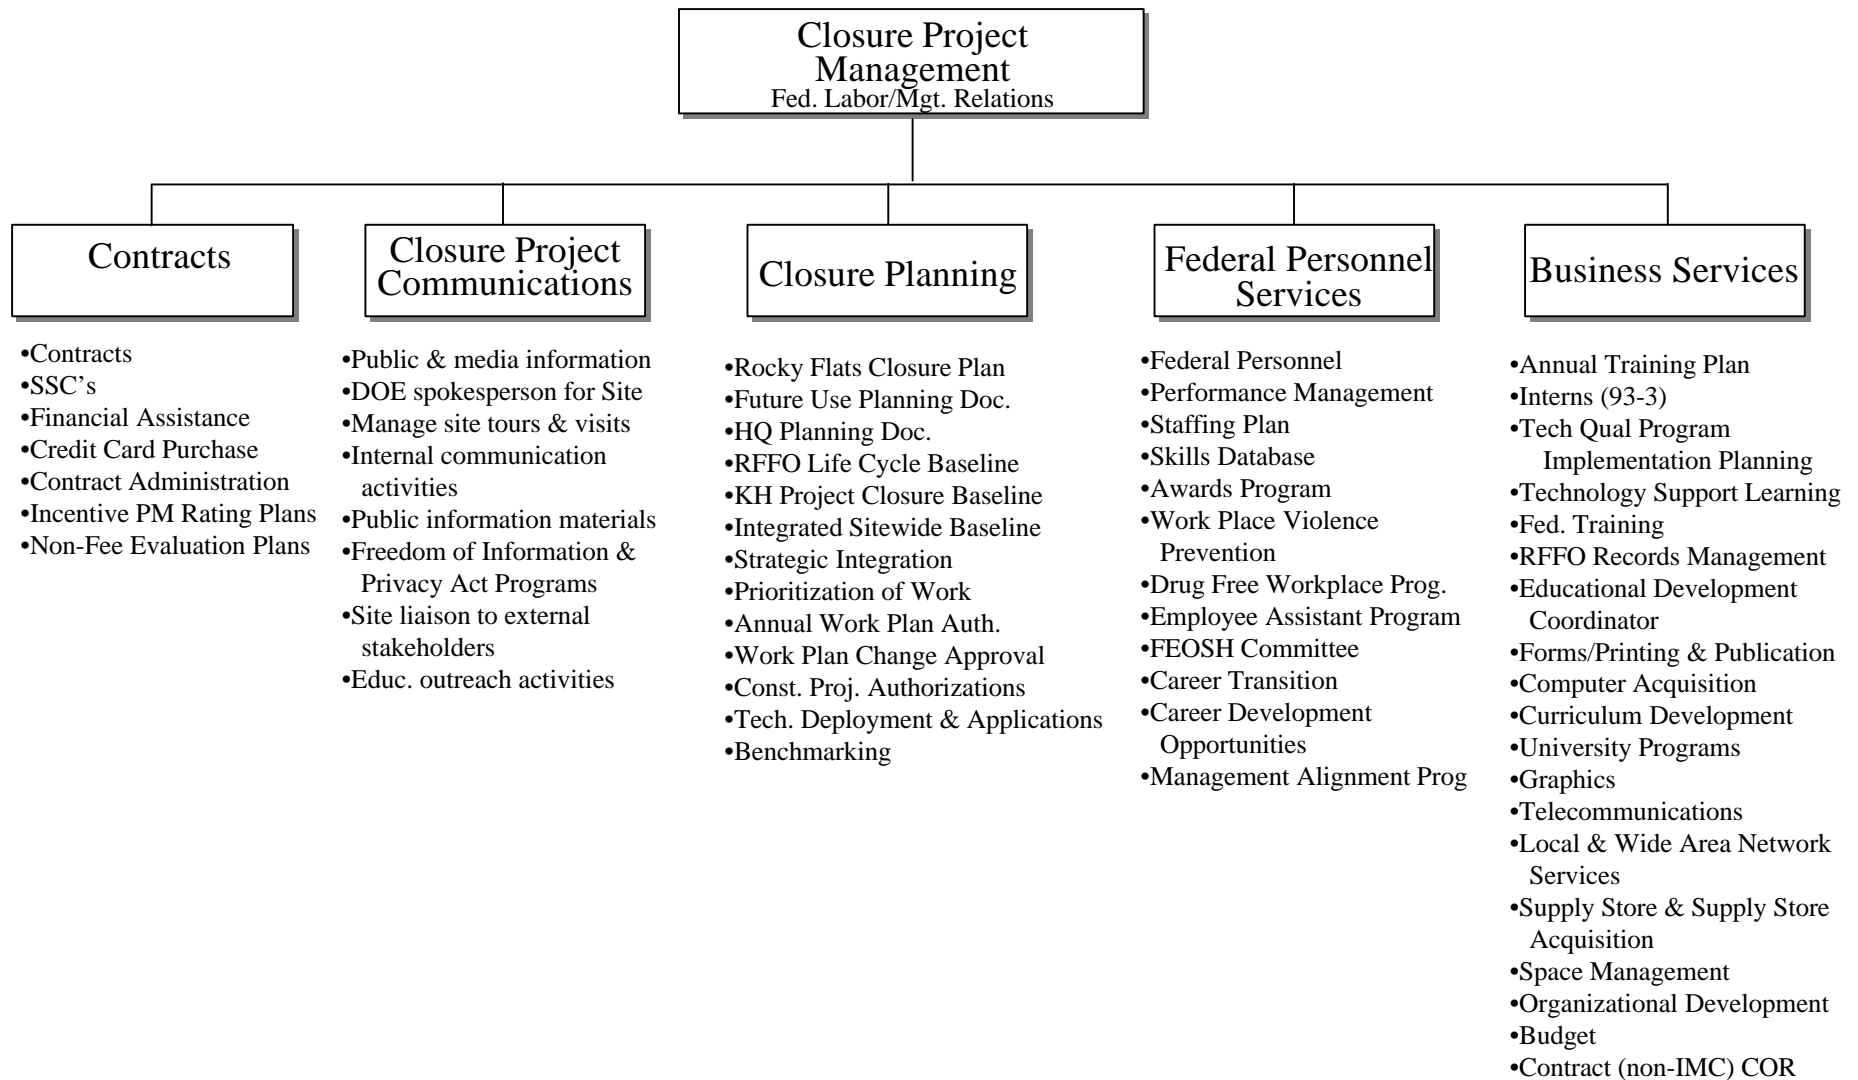 Closure Project
Management
Fed. Labor/Mgt. Relations
Contracts
•Contracts
•SSC’s
•Financial Assistance
•Credit Card Purchase
•Contract Administration
•Incentive PM Rating Plans
•Non-Fee Evaluation Plans
Closure Project
Communications
•Public & media information
•DOE spokesperson for Site
•Manage site tours & visits
•Internal communication
activities
•Public information materials
•Freedom of Information &
Privacy Act Programs
•Site liaison to external
stakeholders
•Educ. outreach activities
Closure Planning
•Rocky Flats Closure Plan
•Future Use Planning Doc.
•HQ Planning Doc.
•RFFO Life Cycle Baseline
•KH Project Closure Baseline
•Integrated Sitewide Baseline
•Strategic Integration
•Prioritization of Work
•Annual Work Plan Auth.
•Work Plan Change Approval
•Const. Proj. Authorizations
•Tech. Deployment & Applications
•Benchmarking
Federal Personnel
Services
•Federal Personnel
•Performance Management
•Staffing Plan
•Skills Database
•Awards Program
•Work Place Violence
Prevention
•Drug Free Workplace Prog.
•Employee Assistant Program
•FEOSH Committee
•Career Transition
•Career Development
Opportunities
•Management Alignment Prog
Business Services
•Annual Training Plan
•Interns (93-3)
•Tech Qual Program
Implementation Planning
•Technology Support Learning
•Fed. Training
•RFFO Records Management
•Educational Development
Coordinator
•Forms/Printing & Publication
•Computer Acquisition
•Curriculum Development
•University Programs
•Graphics
•Telecommunications
•Local & Wide Area Network
Services
•Supply Store & Supply Store
Acquisition
•Space Management
•Organizational Development
•Budget
•Contract (non-IMC) COR